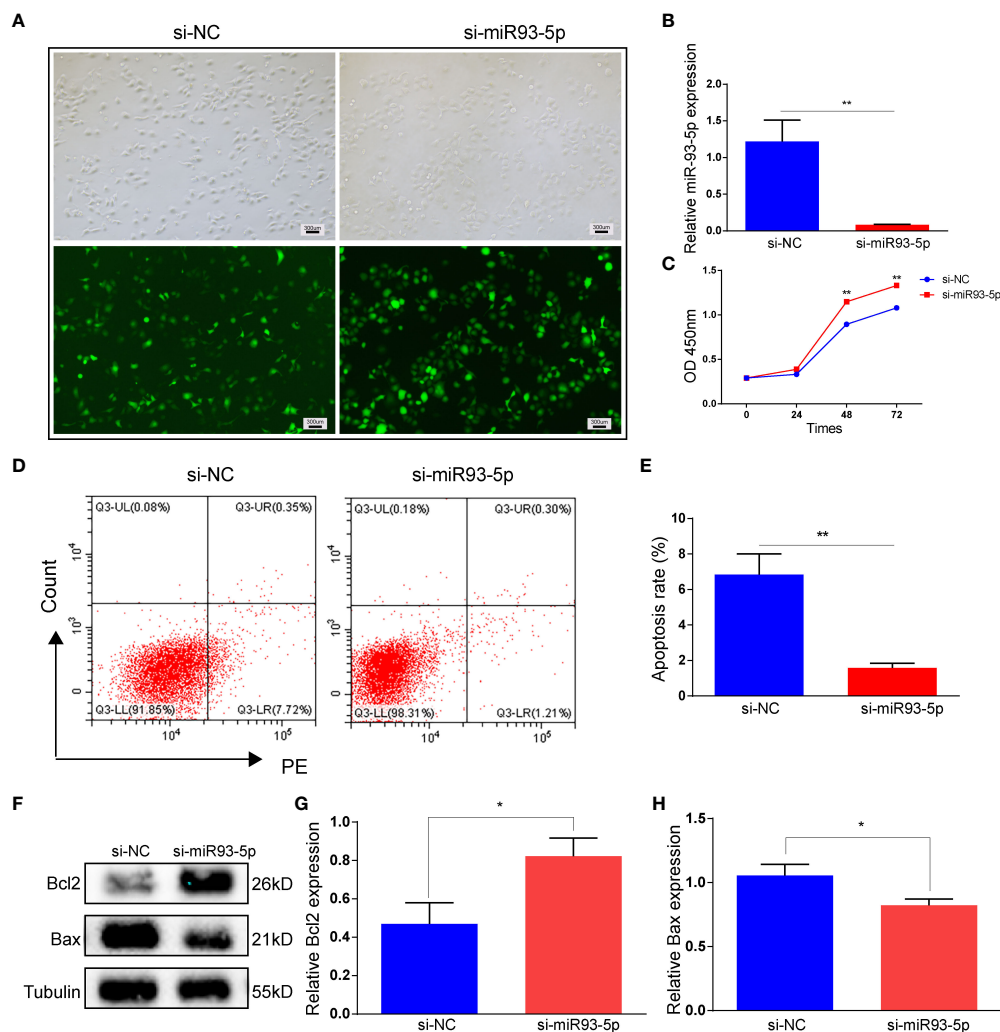 A
si-NC
si-miR93-5p
300um
300um
300um
300um
B
Relative miR-93-5p expression
2.0
1.5
1.0
0.5
0.0
**
si-NC
si-miR93-5p
C
OD 450nm
1.5
1.0
0.5
0.0
**
**
0
24
48
72
Times
si-NC
si-miR93-5p
D
si-NC
si-miR93-5p
Count
Q3-UL(0.08%)
Q3-UR(0.35%)
Q3-LL(91.85%)
Q3-LR(7.72%)
10⁴
10³
0
10⁴
10⁵
Q3-UL(0.18%)
Q3-UR(0.30%)
Q3-LL(98.31%)
Q3-LR(1.21%)
10⁴
10³
0
10⁴
10⁵
PE
E
Apoptosis rate (%)
10
8
6
4
2
0
**
si-NC
si-miR93-5p
F
si-NC
si-miR93-5p
Bcl2
26kD
Bax
21kD
Tubulin
55kD
G
Relative Bcl2 expression
1.0
0.8
0.6
0.4
0.2
0.0
*
si-NC
si-miR93-5p
H
Relative Bax expression
1.5
1.0
0.5
0.0
*
si-NC
si-miR93-5p